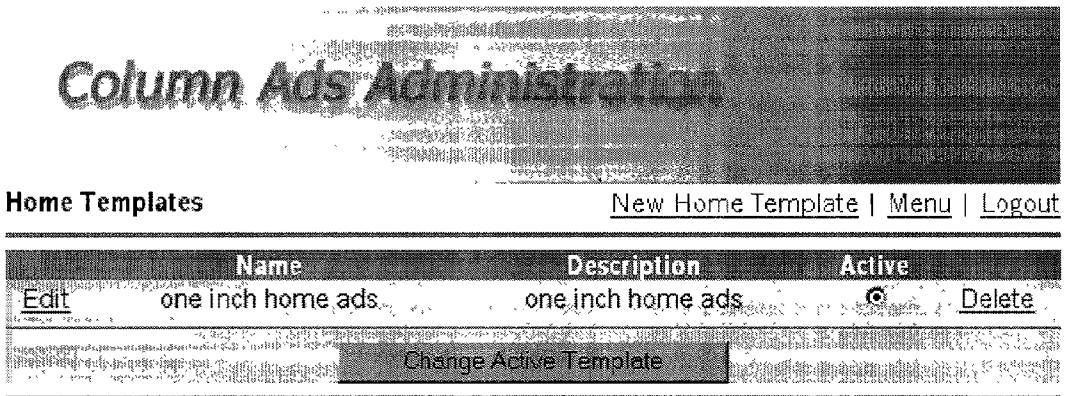 Column Ads Administration
Home Templates New Home Template | Menu | Logout
Name Description Active
Edit one inch home ads one inch home ads Delete
Change Active Template